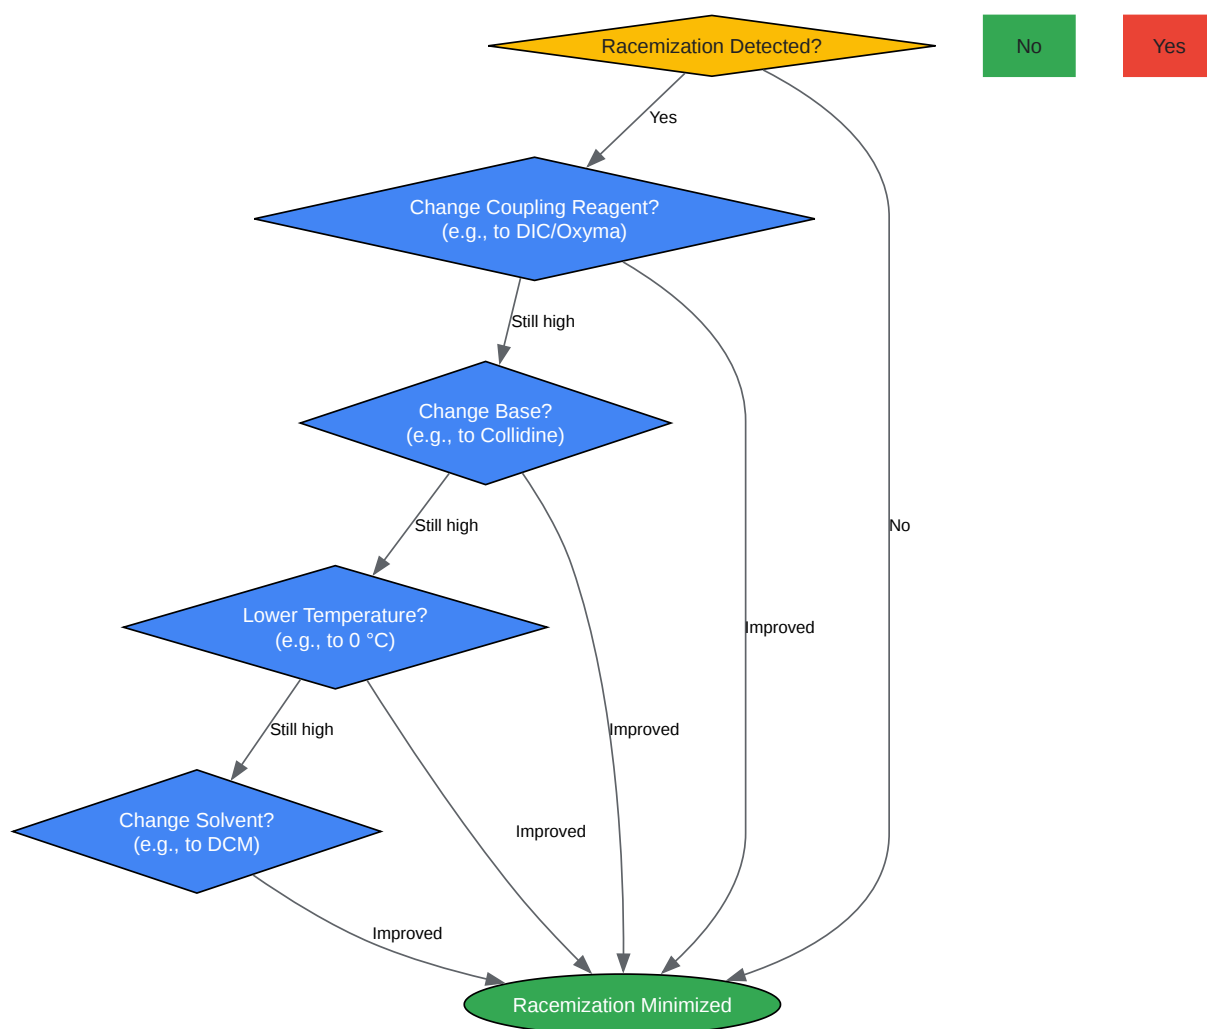 Racemization Detected?
No
Yes
Yes
Change Coupling Reagent?
(e.g., to DIC/Oxyma)
Still high
Change Base?
(e.g., to Collidine)
Still high
No
Lower Temperature?
(e.g., to 0 °C)
Improved
Still high
Improved
Change Solvent?
(e.g., to DCM)
Improved
Improved
Racemization Minimized